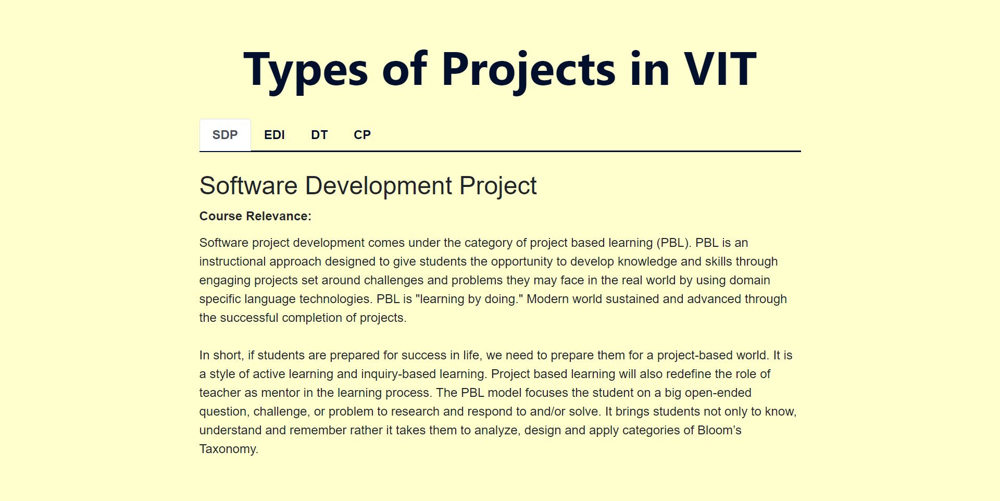 Types of Projects in VIT
SDP EDI DT CP
Software Development Project
Course Relevance:
Software project development comes under the category of project based learning (PBL). PBL is an
instructional approach designed to give students the opportunity to develop knowledge and skills through
engaging projects set around challenges and problems they may face in the real world by using domain
specific language technologies. PBL is "learning by doing." Modern world sustained and advanced through
the successful completion of projects.
In short, if students are prepared for success in life, we need to prepare them for a project-based world. It is
a style of active learning and inquiry-based learning. Project based learning will also redefine the role of
teacher as mentor in the learning process. The PBL model focuses the student on a big open-ended
question, challenge, or problem to research and respond to and/or solve. It brings students not only to know,
understand and remember rather it takes them to analyze, design and apply categories of Bloom’s
Taxonomy.